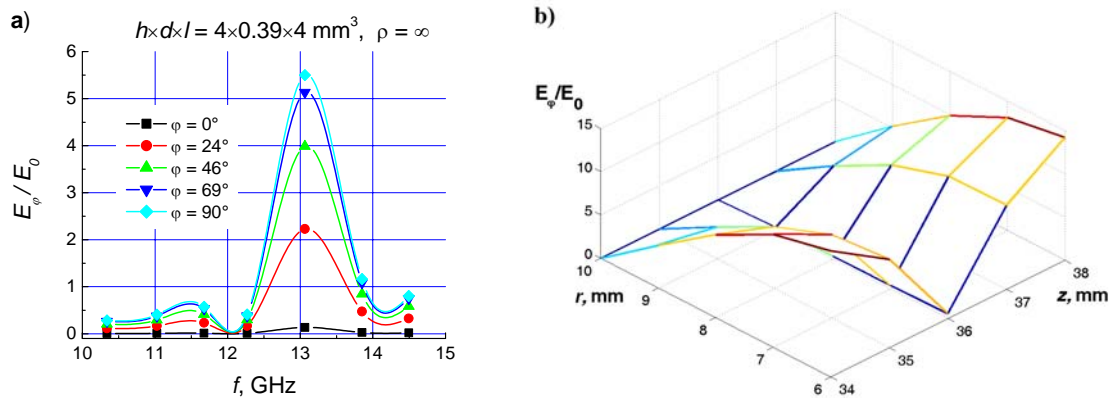 a)
h×d×l = 4×0.39×4 mm³, ρ = ∞
6
5
4
3
2
1
0
Eφ / E0
φ = 0°
φ = 24°
φ = 46°
φ = 69°
φ = 90°
10 11 12 13 14 15
f, GHz
b)
Eφ/E0
15
10
5
0
10
9
8
7
6
r, mm
34
35
36
37
38
z, mm